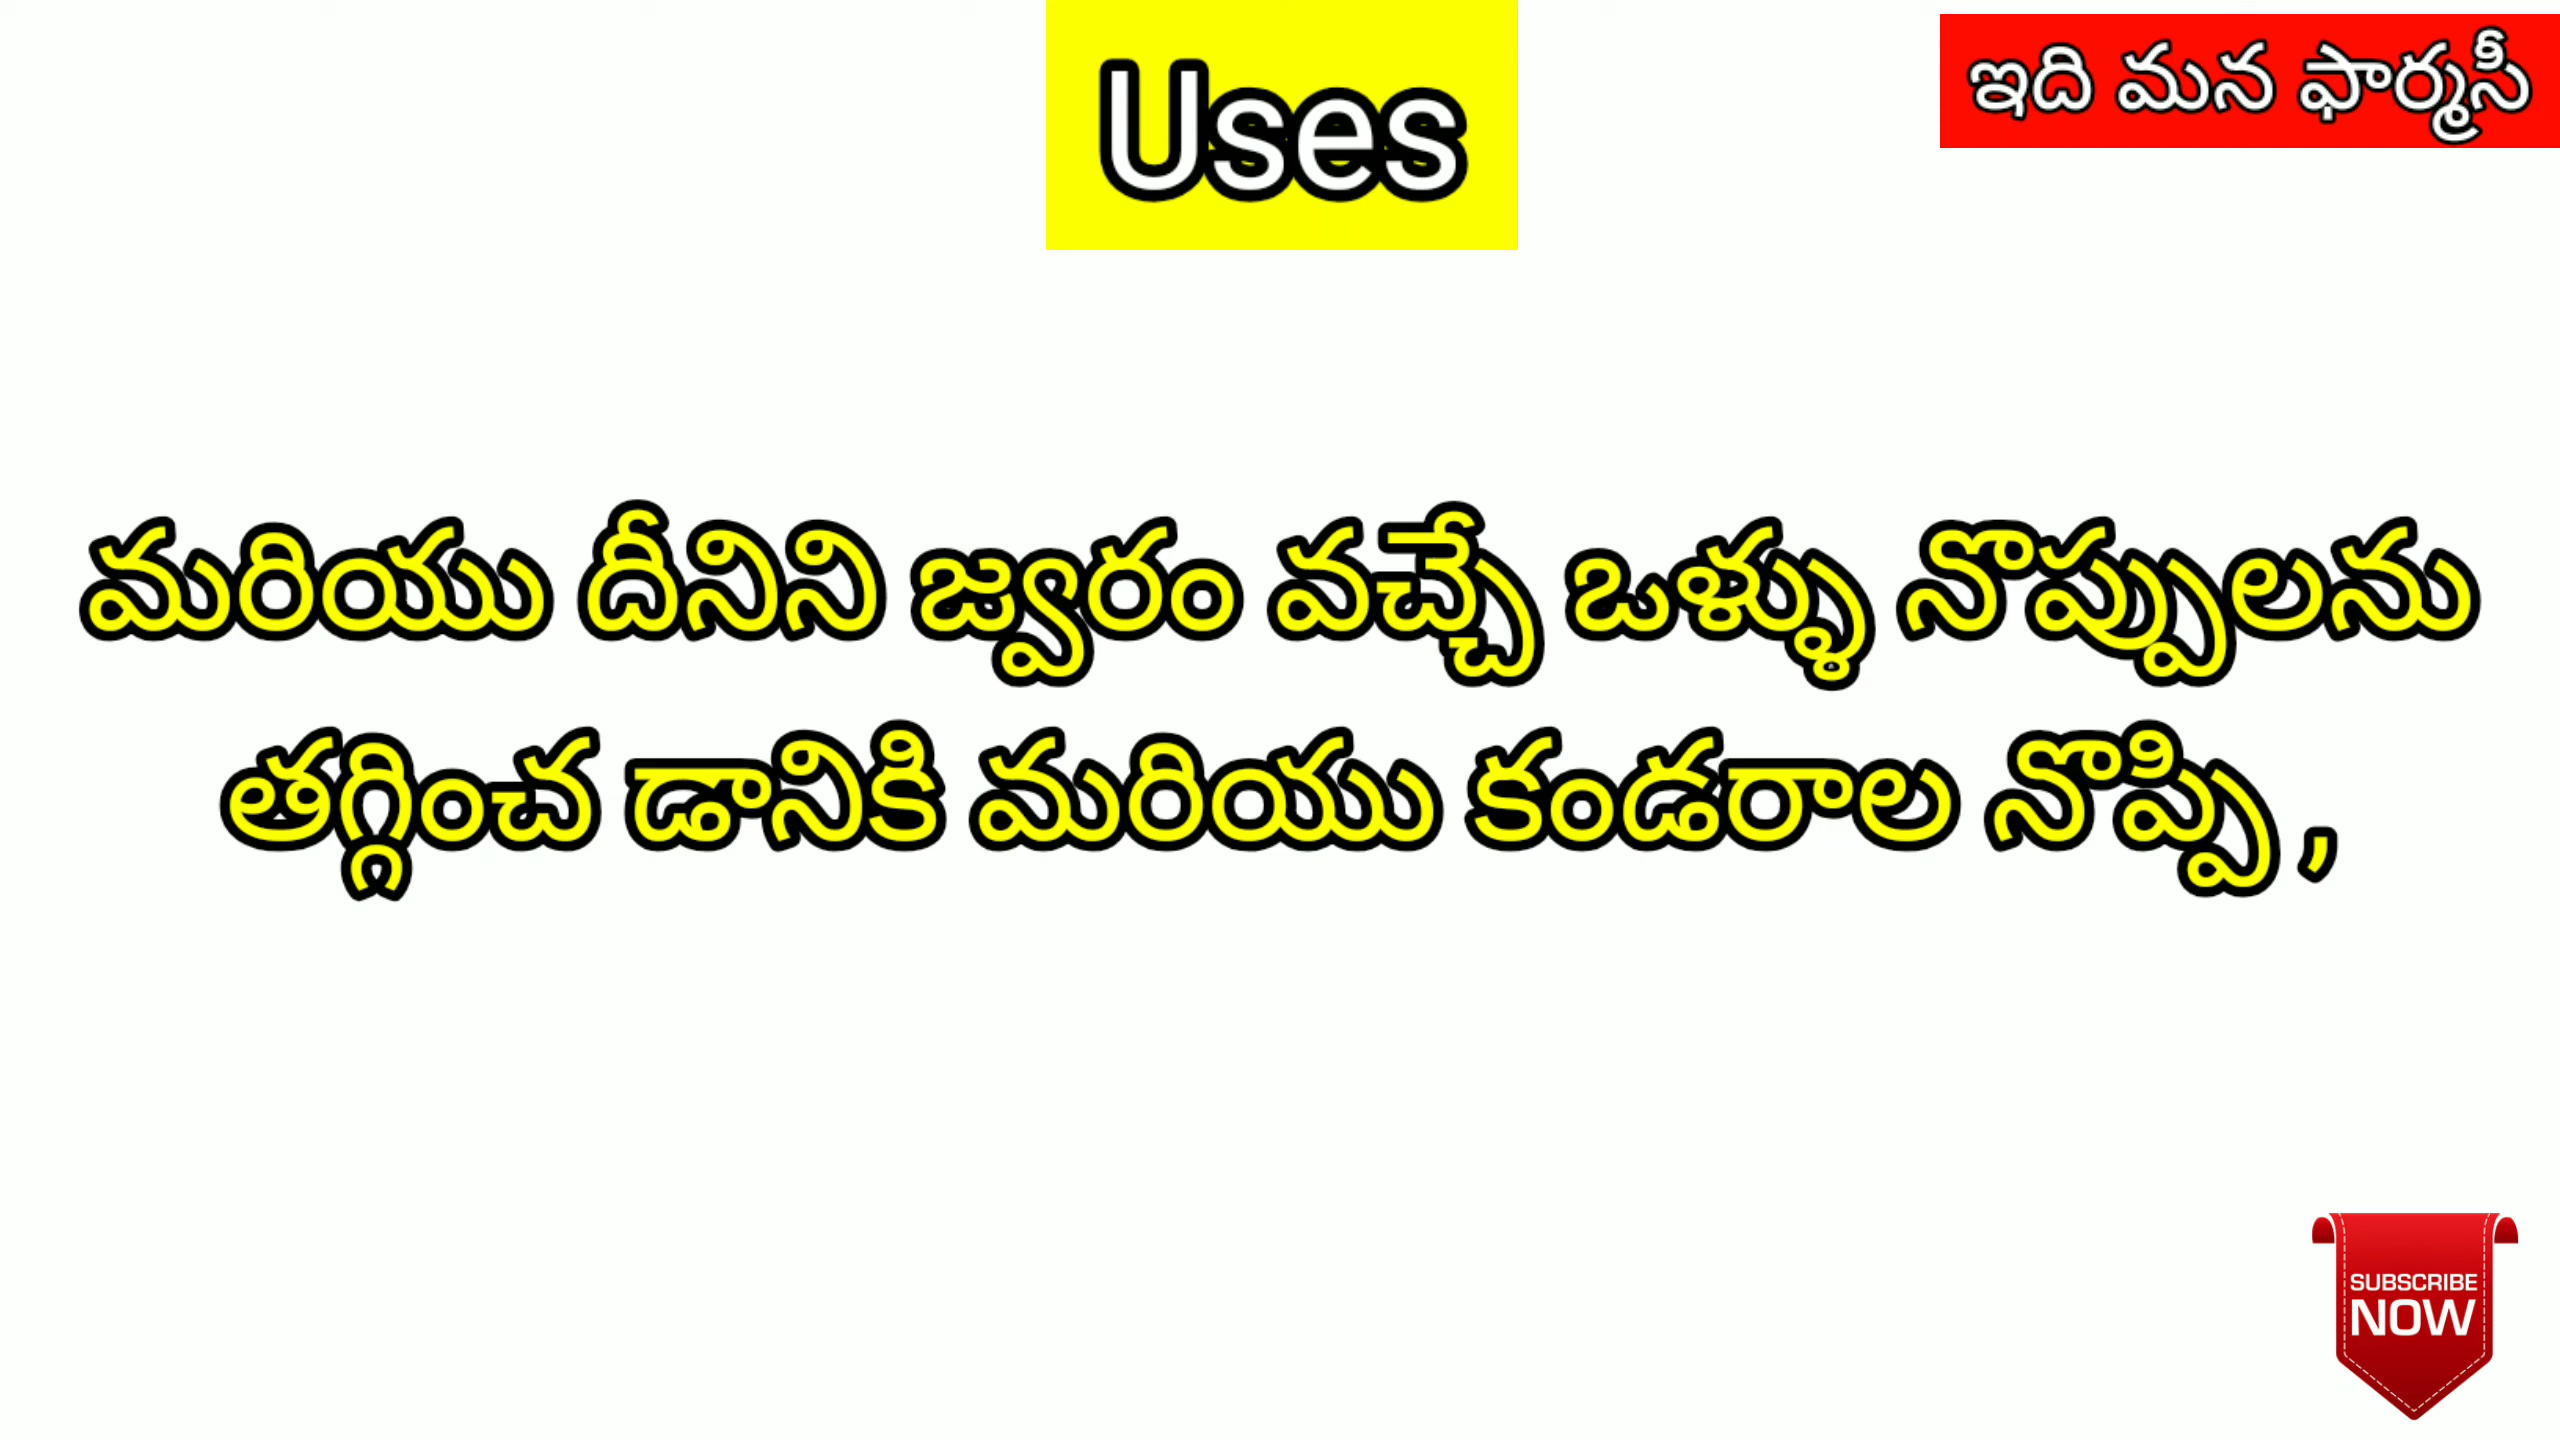 Uses
ఇది మన ఫార్మసీ
మరియు దీనిని జ్వరం వచ్చే ఒళ్ళు నొప్పులను
తగ్గించ డానికి మరియు కండరాల నొప్పి ,
SUBSCRIBE
NOW